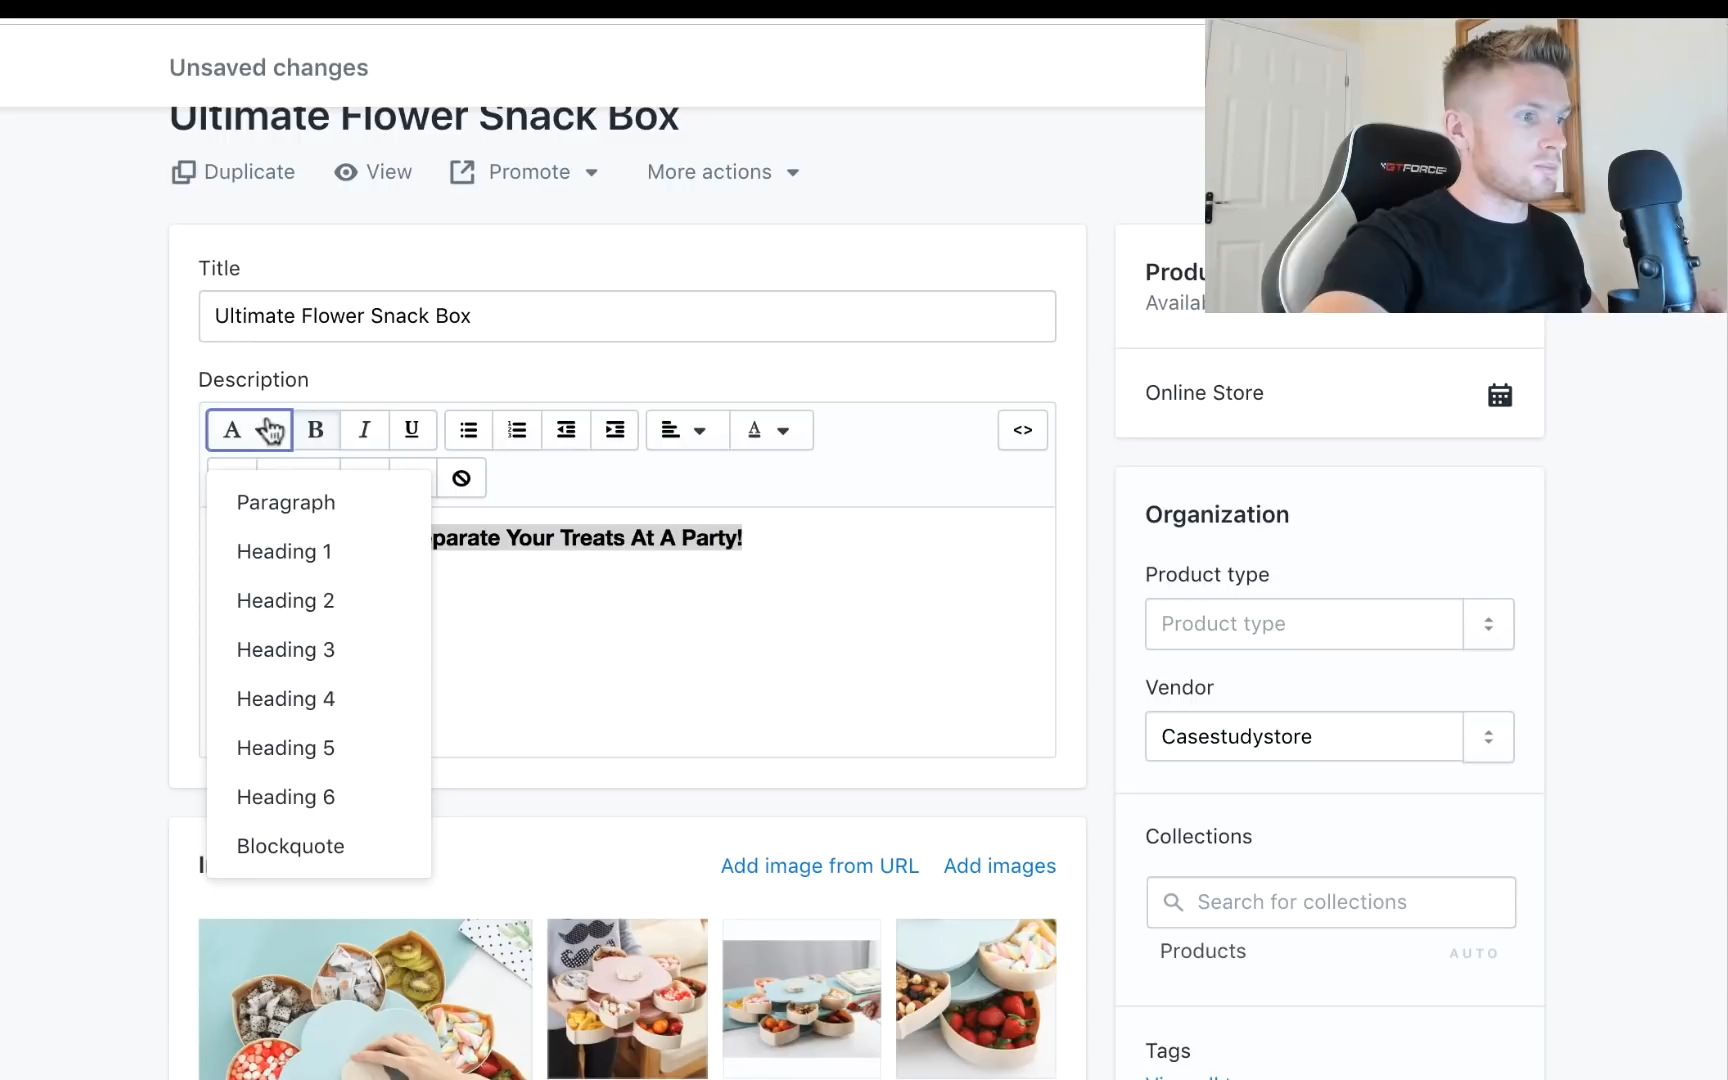 Unsaved changes
Ultimate Flower Snack Box
Duplicate View Promote More actions
Title
Ultimate Flower Snack Box
Description
A B I U A <>
Paragraph
parate Your Treats At A Party!
Heading 1
Heading 2
Heading 3
Heading 4
Heading 5
Heading 6
Blockquote
Add image from URL Add images
Produ
Availab
Online Store
Organization
Product type
Product type
Vendor
Casestudystore
Collections
Search for collections
Products AUTO
Tags
GTFORCE